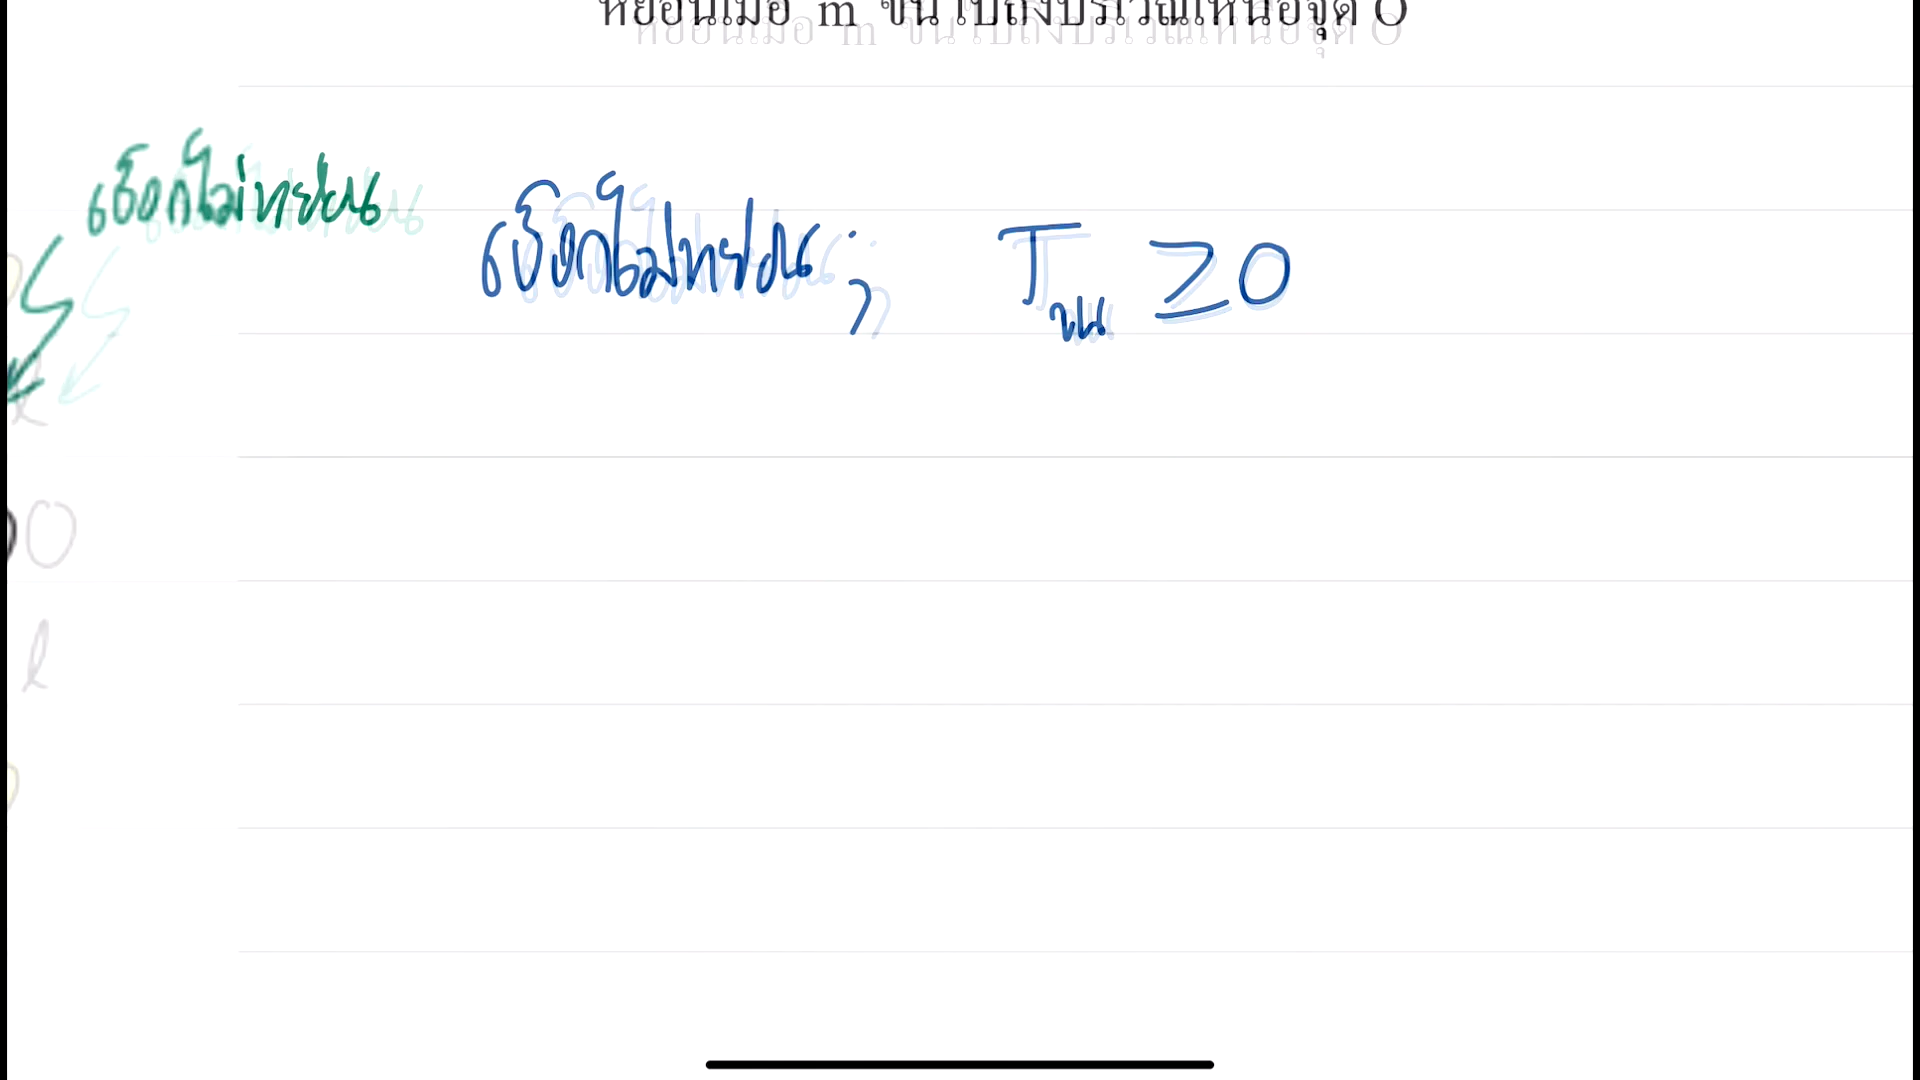 หย่อนเมื่อ m ขึ้นไปถึงบริเวณเหนือจุด O
เชือกไม่หย่อน
เชือกไม่หย่อน ; T บน ≥ 0
O
l